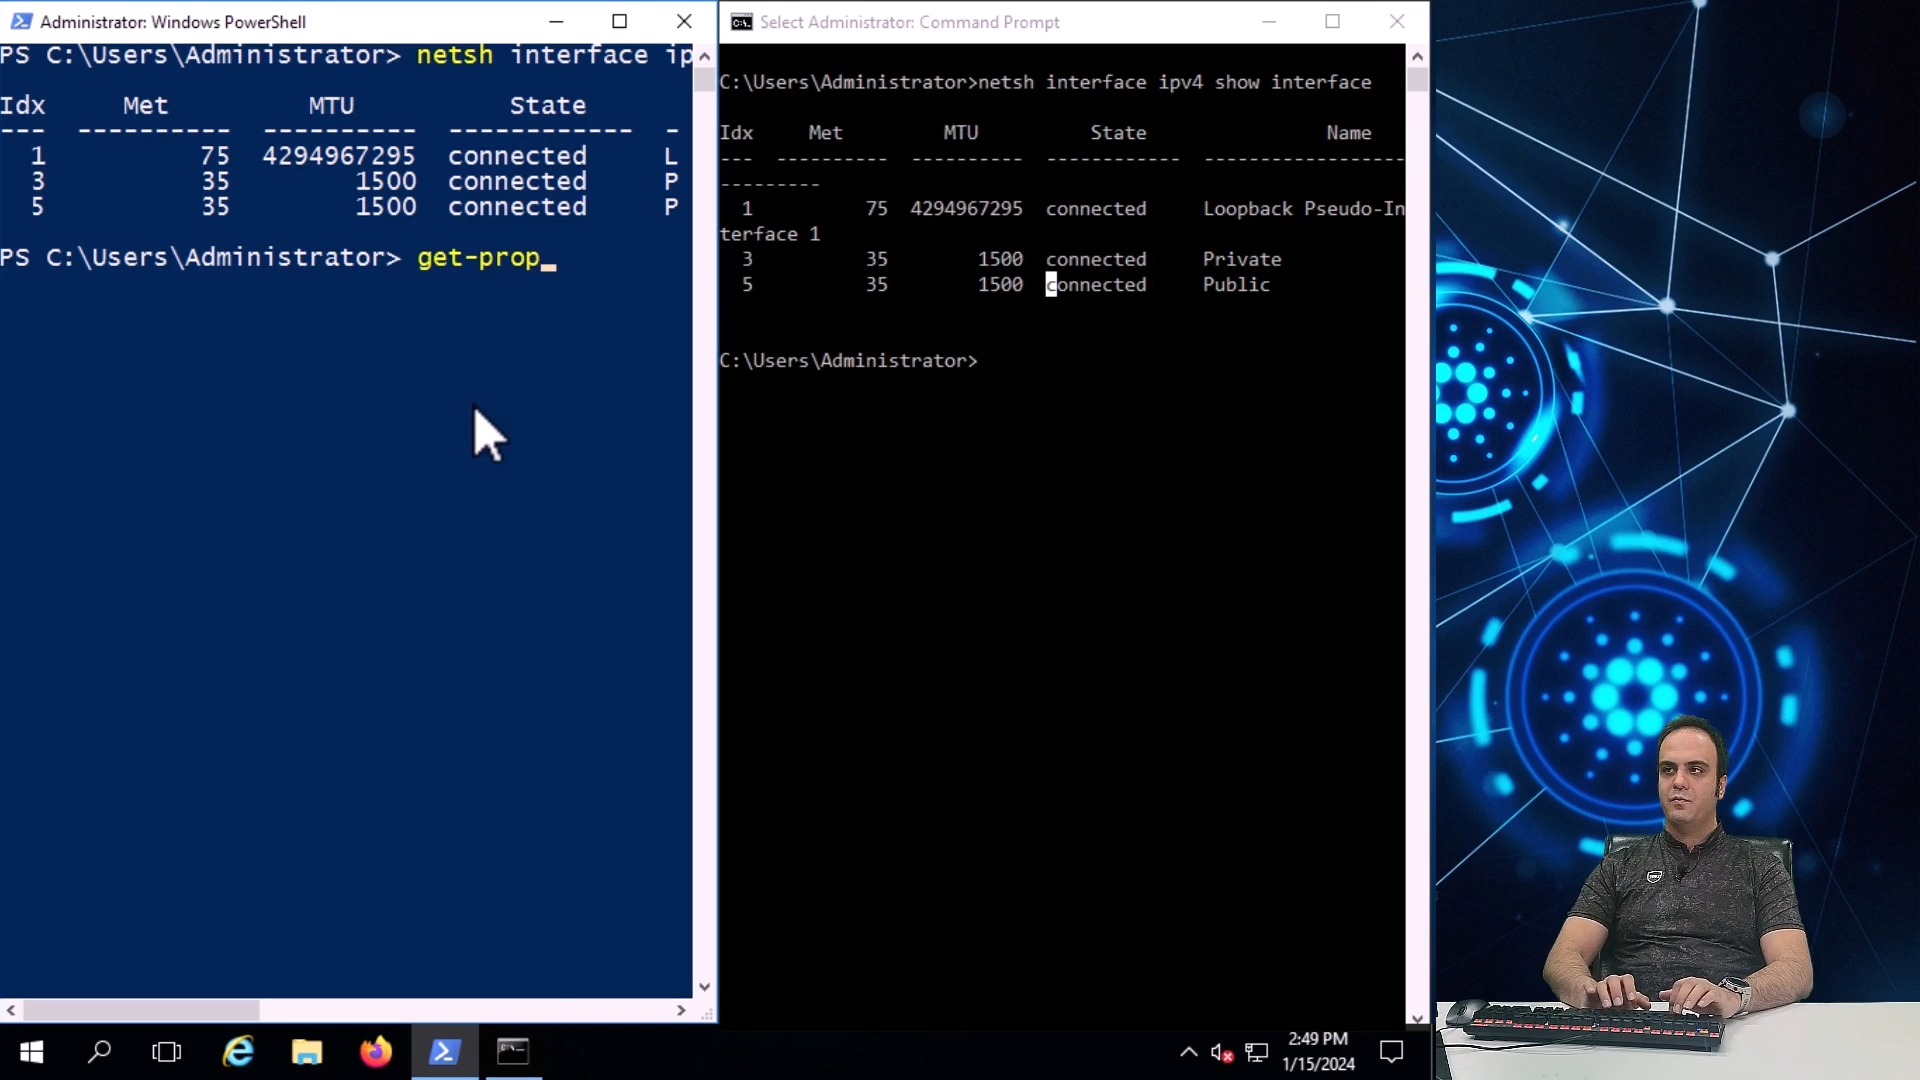 Administrator: Windows PowerShell
PS C:\Users\Administrator> netsh interface ip
Idx Met MTU State
--- ---------- ---------- ------------ -
1 75 4294967295 connected L
3 35 1500 connected P
5 35 1500 connected P
PS C:\Users\Administrator> get-prop_
Select Administrator: Command Prompt
C:\Users\Administrator>netsh interface ipv4 show interface
Idx Met MTU State Name
--- ---------- ---------- ------------ ------------------
---------
1 75 4294967295 connected Loopback Pseudo-In
terface 1
3 35 1500 connected Private
5 35 1500 connected Public
C:\Users\Administrator>
2:49 PM
1/15/2024